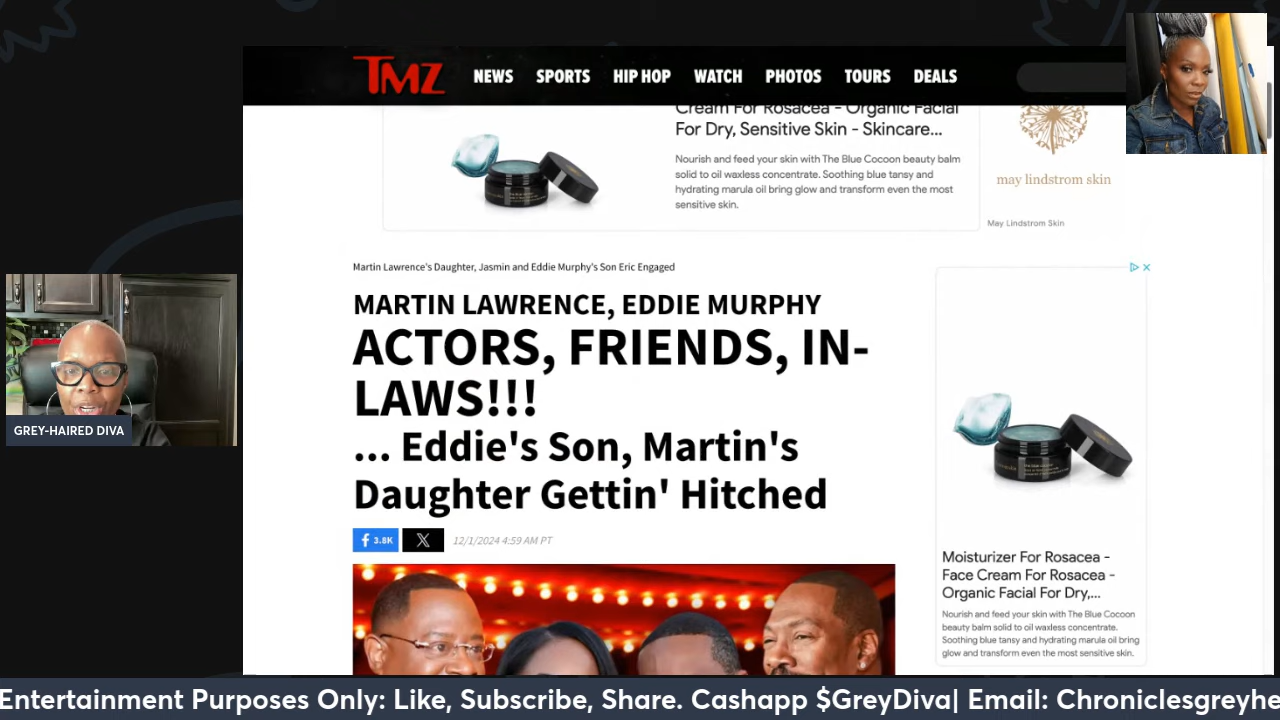 TMZ
NEWS SPORTS HIP HOP WATCH PHOTOS TOURS DEALS
Cream For Rosacea - Organic Facial
For Dry, Sensitive Skin - Skincare...
Nourish and feed your skin with The Blue Cocoon beauty balm
solid to oil waxless concentrate. Soothing blue tansy and
hydrating marula oil bring glow and transform even the most
sensitive skin.
may lindstrom skin
May Lindstrom Skin
Martin Lawrence's Daughter, Jasmin and Eddie Murphy's Son Eric Engaged
MARTIN LAWRENCE, EDDIE MURPHY
ACTORS, FRIENDS, IN-
LAWS!!!
... Eddie's Son, Martin's
Daughter Gettin' Hitched
3.8K
12/1/2024 4:59 AM PT
Moisturizer For Rosacea -
Face Cream For Rosacea -
Organic Facial For Dry,...
Nourish and feed your skin with The Blue Cocoon
beauty balm solid to oil waxless concentrate.
Soothing blue tansy and hydrating marula oil bring
glow and transform even the most sensitive skin.
GREY-HAIRED DIVA
Entertainment Purposes Only: Like, Subscribe, Share. Cashapp $GreyDiva| Email: Chroniclesgreyhe